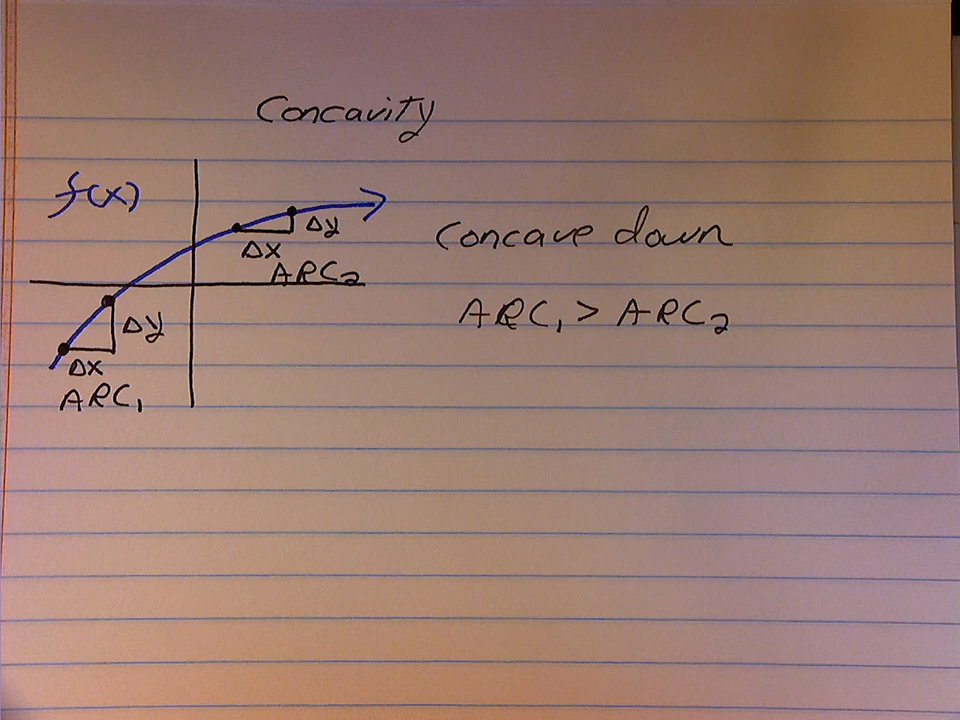 Concavity
f(x)
Δy
Δx
ARC₂
Concave down
ARC₁ > ARC₂
Δy
Δx
ARC₁